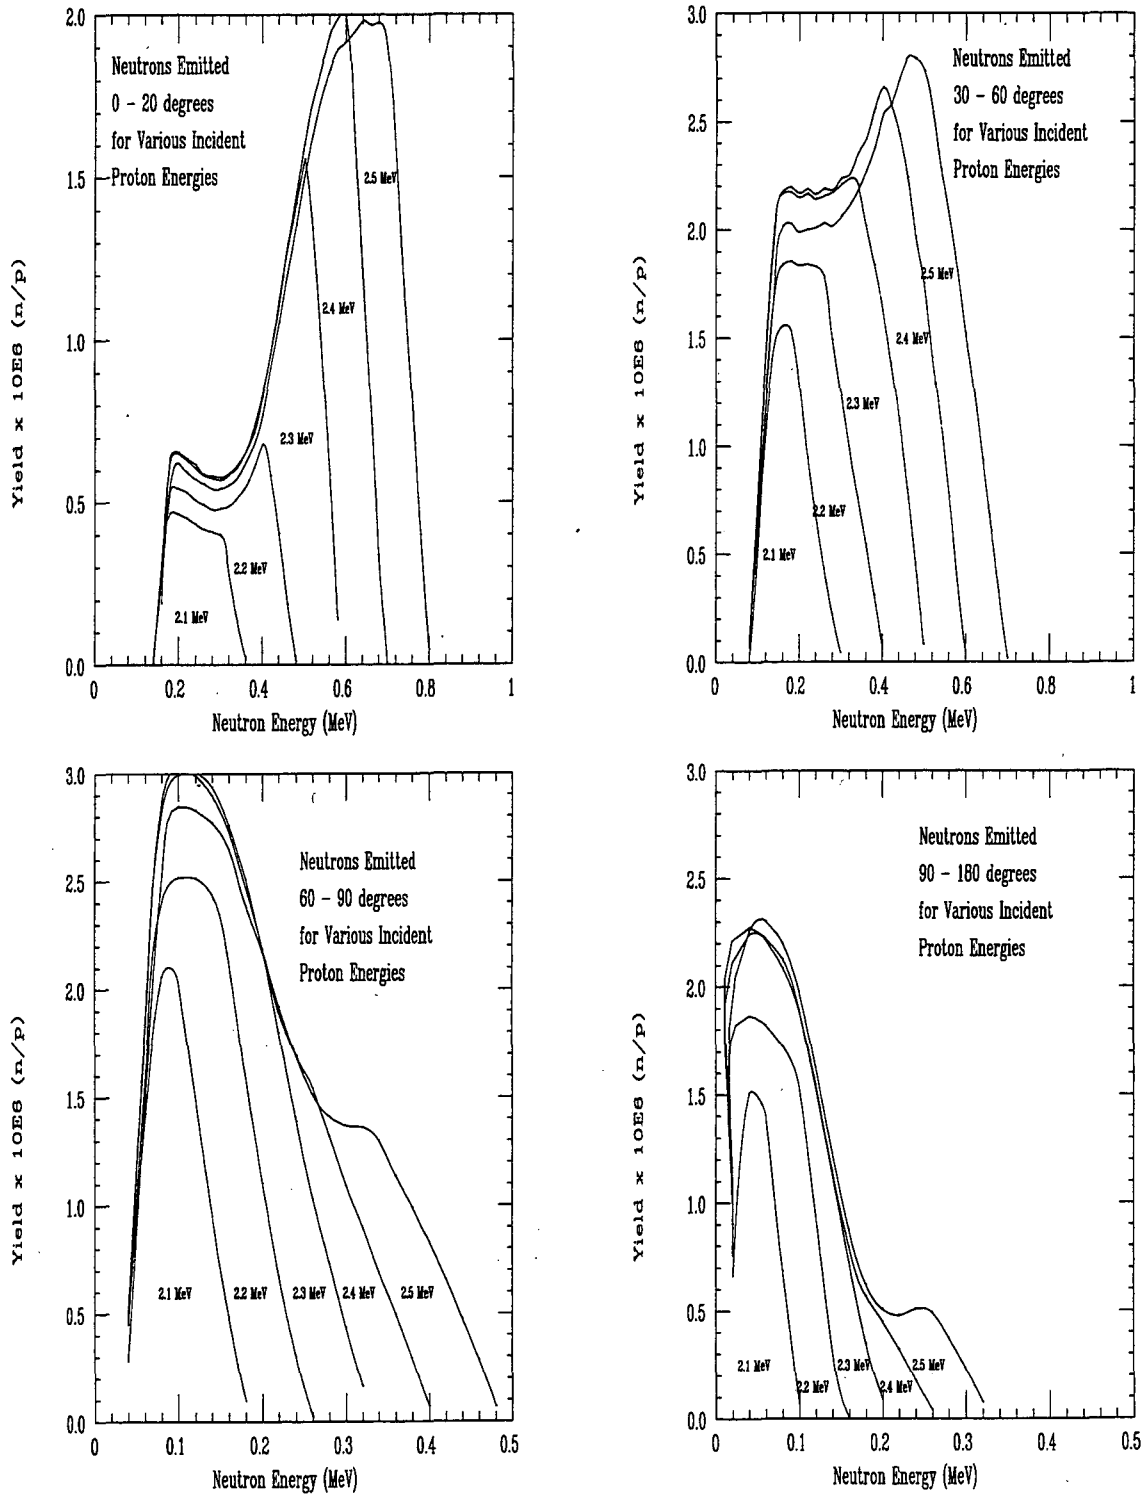 2.0
1.5
1.0
0.5
0.0
0
0.2
0.4
0.6
0.8
1
Neutrons Emitted
0 - 20 degrees
for Various Incident
Proton Energies
2.5 MeV
2.4 MeV
2.3 MeV
2.2 MeV
2.1 MeV
Yield x 10E6 (n/p)
Neutron Energy (MeV)
3.0
2.5
2.0
1.5
1.0
0.5
0.0
0
0.2
0.4
0.6
0.8
1
Neutrons Emitted
30 - 60 degrees
for Various Incident
Proton Energies
2.5 MeV
2.4 MeV
2.3 MeV
2.2 MeV
2.1 MeV
Yield x 10E6 (n/p)
Neutron Energy (MeV)
3.0
2.5
2.0
1.5
1.0
0.5
0.0
0
0.1
0.2
0.3
0.4
0.5
Neutrons Emitted
60 - 90 degrees
for Various Incident
Proton Energies
2.1 MeV
2.2 MeV
2.3 MeV
2.4 MeV
2.5 MeV
Yield x 10E6 (n/p)
Neutron Energy (MeV)
3.0
2.5
2.0
1.5
1.0
0.5
0.0
0
0.1
0.2
0.3
0.4
0.5
Neutrons Emitted
90 - 180 degrees
for Various Incident
Proton Energies
2.1 MeV
2.2 MeV
2.3 MeV
2.4 MeV
2.5 MeV
Yield x 10E6 (n/p)
Neutron Energy (MeV)